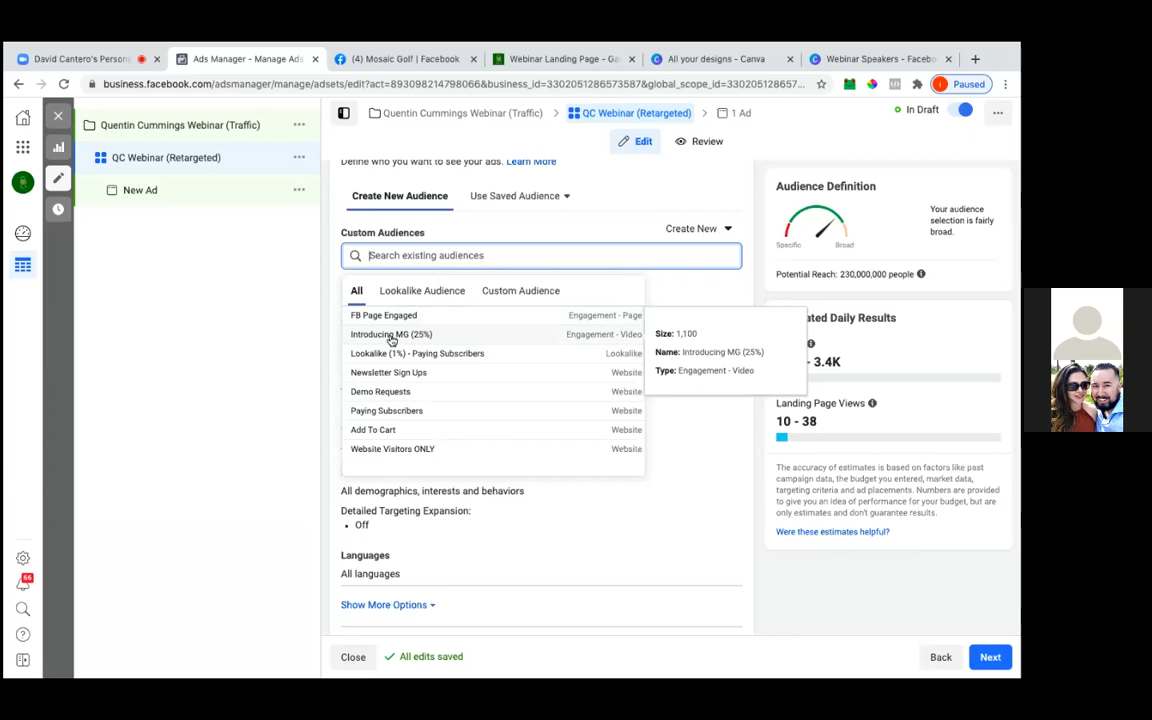 David Cantero's Person
Ads Manager - Manage Ads
(4) Mosaic Golf | Facebook
Webinar Landing Page - Ga
All your designs - Canva
Webinar Speakers - Facebo
business.facebook.com/adsmanager/manage/adsets/edit?act=893098214798066&business_id=3302051286573587&global_scope_id=330205128657
Paused
Quentin Cummings Webinar (Traffic)
QC Webinar (Retargeted)
1 Ad
In Draft
Edit
Review
Quentin Cummings Webinar (Traffic)
QC Webinar (Retargeted)
New Ad
66
Define who you want to see your ads. Learn More
Create New Audience
Use Saved Audience
Custom Audiences
Create New
Search existing audiences
All
Lookalike Audience
Custom Audience
FB Page Engaged
Engagement - Page
Introducing MG (25%)
Engagement - Video
Lookalike (1%) - Paying Subscribers
Lookalike
Newsletter Sign Ups
Website
Demo Requests
Website
Paying Subscribers
Website
Add To Cart
Website
Website Visitors ONLY
Website
Size: 1,100
Name: Introducing MG (25%)
Type: Engagement - Video
All demographics, interests and behaviors
Detailed Targeting Expansion:
• Off
Languages
All languages
Show More Options
Close
All edits saved
Back
Next
Audience Definition
Specific
Broad
Your audience
selection is fairly
broad.
Potential Reach: 230,000,000 people
ted Daily Results
- 3.4K
Landing Page Views
10 - 38
The accuracy of estimates is based on factors like past
campaign data, the budget you entered, market data,
targeting criteria and ad placements. Numbers are provided
to give you an idea of performance for your budget, but are
only estimates and don't guarantee results.
Were these estimates helpful?